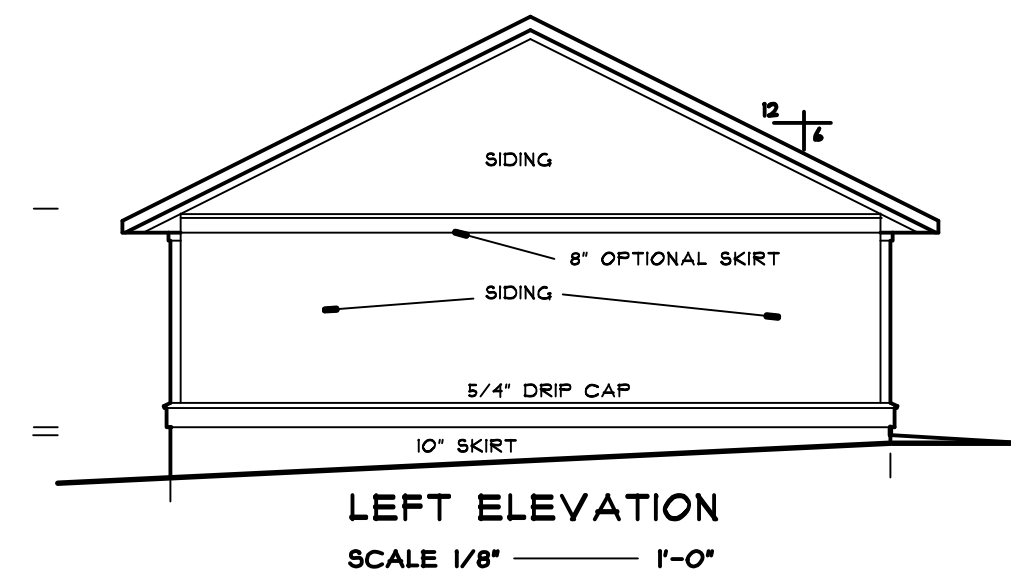 12
6
SIDING
8" OPTIONAL SKIRT
SIDING
5/4" DRIP CAP
10" SKIRT
LEFT ELEVATION
SCALE 1/8" — 1'-0"